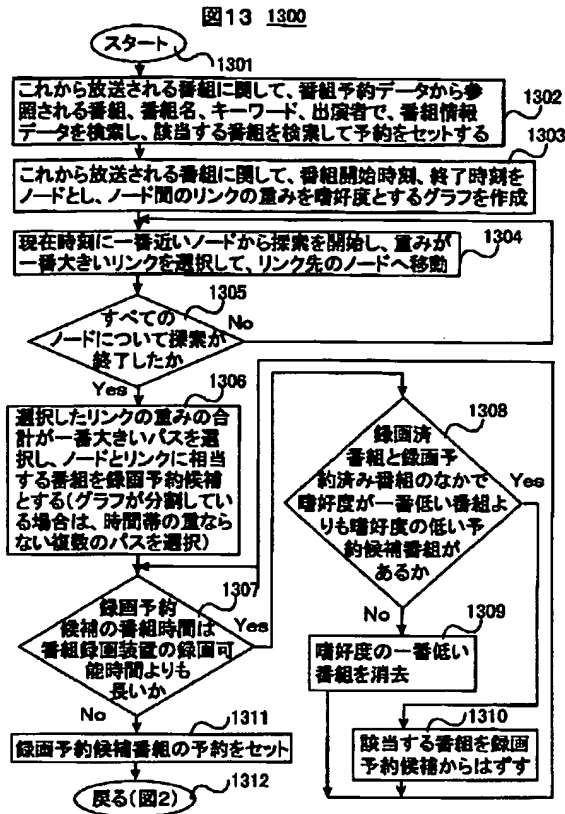 図13 1300
スタート
1301
これから放送される番組に関して、番組予約データから参
照される番組、番組名、キーワード、出演者で、番組情報
データを検索し、該当する番組を検索して予約をセットする
1302
1303
これから放送される番組に関して、番組開始時刻、終了時刻を
ノードとし、ノード間のリンクの重みを嗜好度とするグラフを作成
現在時刻に一番近いノードから探索を開始し、重みが
一番大きいリンクを選択して、リンク先のノードへ移動
1304
1305
すべての
ノードについて探索が
終了したか
No
Yes
1306
選択したリンクの重みの合
計が一番大きいパスを選
択し、ノードとリンクに相当
する番組を録画予約候補
とする(グラフが分割してい
る場合は、時間帯の重なら
ない複数のパスを選択)
1307
録画予約
候補の番組時間は
番組録画装置の録画可
能時間よりも
長いか
Yes
No
1308
録画済
番組と録画予
約済み番組のなかで
嗜好度が一番低い番組よ
りも嗜好度の低い予
約候補番組が
あるか
Yes
No
1309
嗜好度の一番低い
番組を消去
1310
該当する番組を録画
予約候補からはずす
1311
録画予約候補番組の予約をセット
戻る(図2)
1312